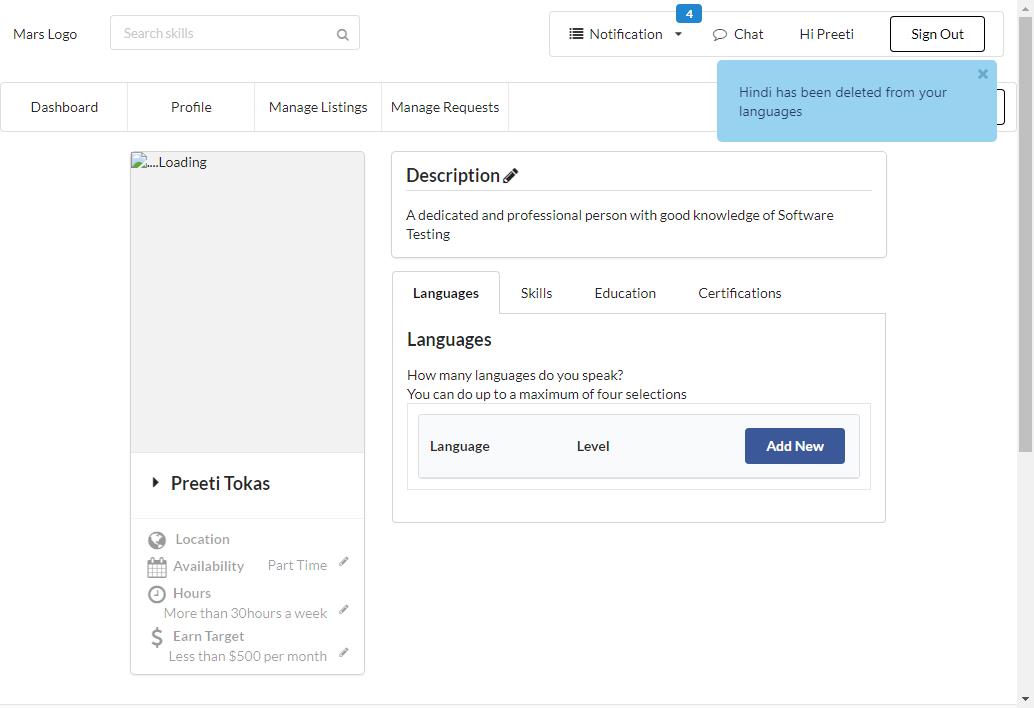 Mars Logo
Search skills
4
Notification
Chat
Hi Preeti
Sign Out
Dashboard
Profile
Manage Listings
Manage Requests
Hindi has been deleted from your
languages
....Loading
Description
A dedicated and professional person with good knowledge of Software
Testing
Languages
Skills
Education
Certifications
Languages
How many languages do you speak?
You can do up to a maximum of four selections
Language
Level
Add New
Preeti Tokas
Location
Availability
Part Time
Hours
More than 30hours a week
Earn Target
Less than $500 per month